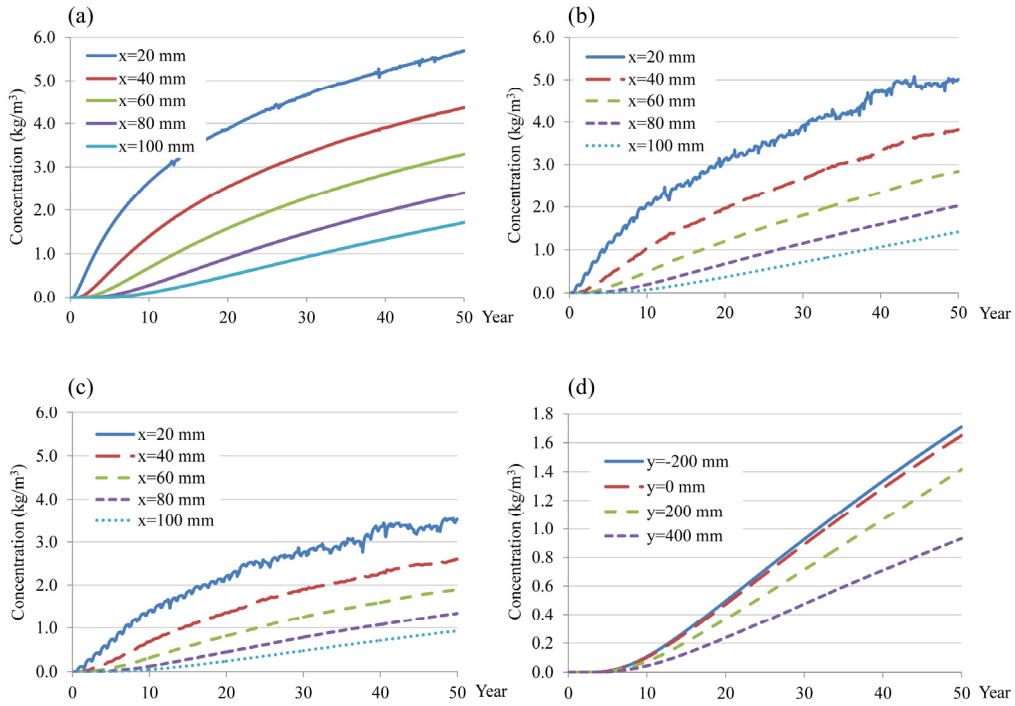 (a)
6.0
5.0
4.0
3.0
2.0
1.0
0.0
Concentration (kg/m³)
x=20 mm
x=40 mm
x=60 mm
x=80 mm
x=100 mm
0 10 20 30 40 50 Year
(b)
6.0
5.0
4.0
3.0
2.0
1.0
0.0
Concentration (kg/m³)
x=20 mm
x=40 mm
x=60 mm
x=80 mm
x=100 mm
0 10 20 30 40 50 Year
(c)
6.0
5.0
4.0
3.0
2.0
1.0
0.0
Concentration (kg/m³)
x=20 mm
x=40 mm
x=60 mm
x=80 mm
x=100 mm
0 10 20 30 40 50 Year
(d)
1.8
1.6
1.4
1.2
1.0
0.8
0.6
0.4
0.2
0.0
Concentration (kg/m³)
y=-200 mm
y=0 mm
y=200 mm
y=400 mm
0 10 20 30 40 50 Year